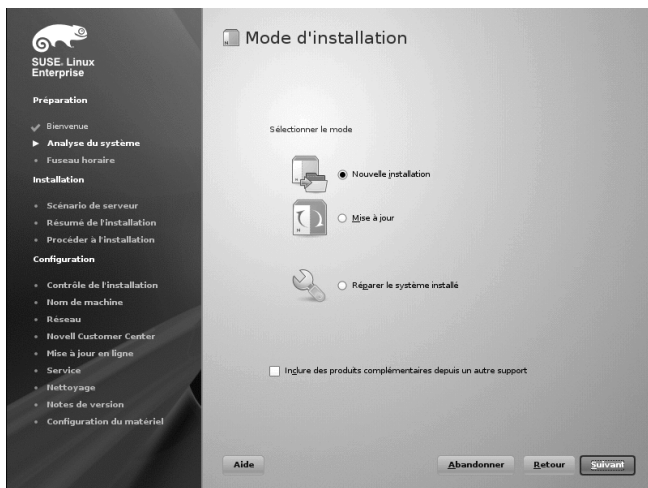 SUSE. Linux
Enterprise
Préparation
Bienvenue
Analyse du système
Fuseau horaire
Installation
Scénario de serveur
Résumé de l'installation
Procéder à l'installation
Configuration
Contrôle de l'installation
Nom de machine
Réseau
Novell Customer Center
Mise à jour en ligne
Service
Nettoyage
Notes de version
Configuration du matériel
Mode d'installation
Sélectionner le mode
Nouvelle installation
Mise à jour
Réparer le système installé
Inclure des produits complémentaires depuis un autre support
Aide
Abandonner
Retour
Suivant